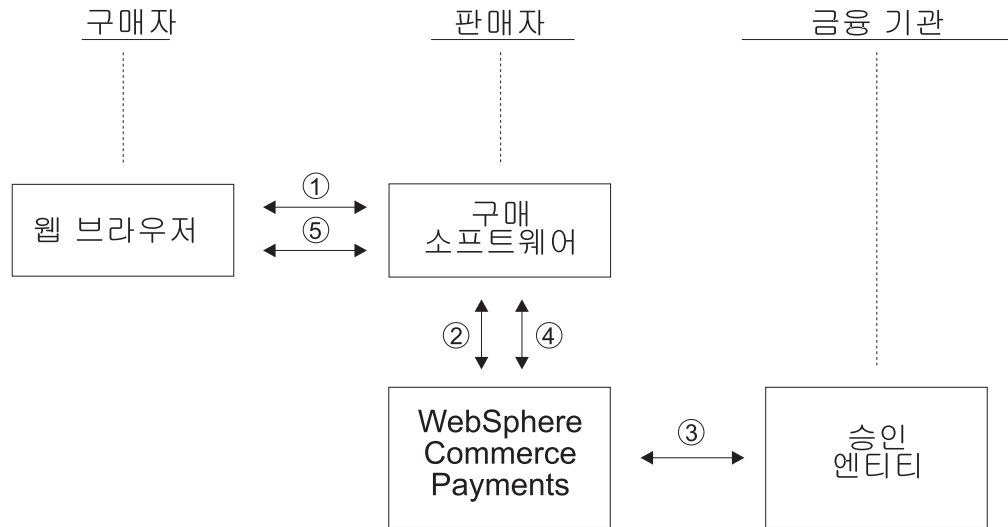 구매자
판매자
금융 기관
웹 브라우저
①
⑤
구매
소프트웨어
②
④
WebSphere
Commerce
Payments
③
승인
엔티티